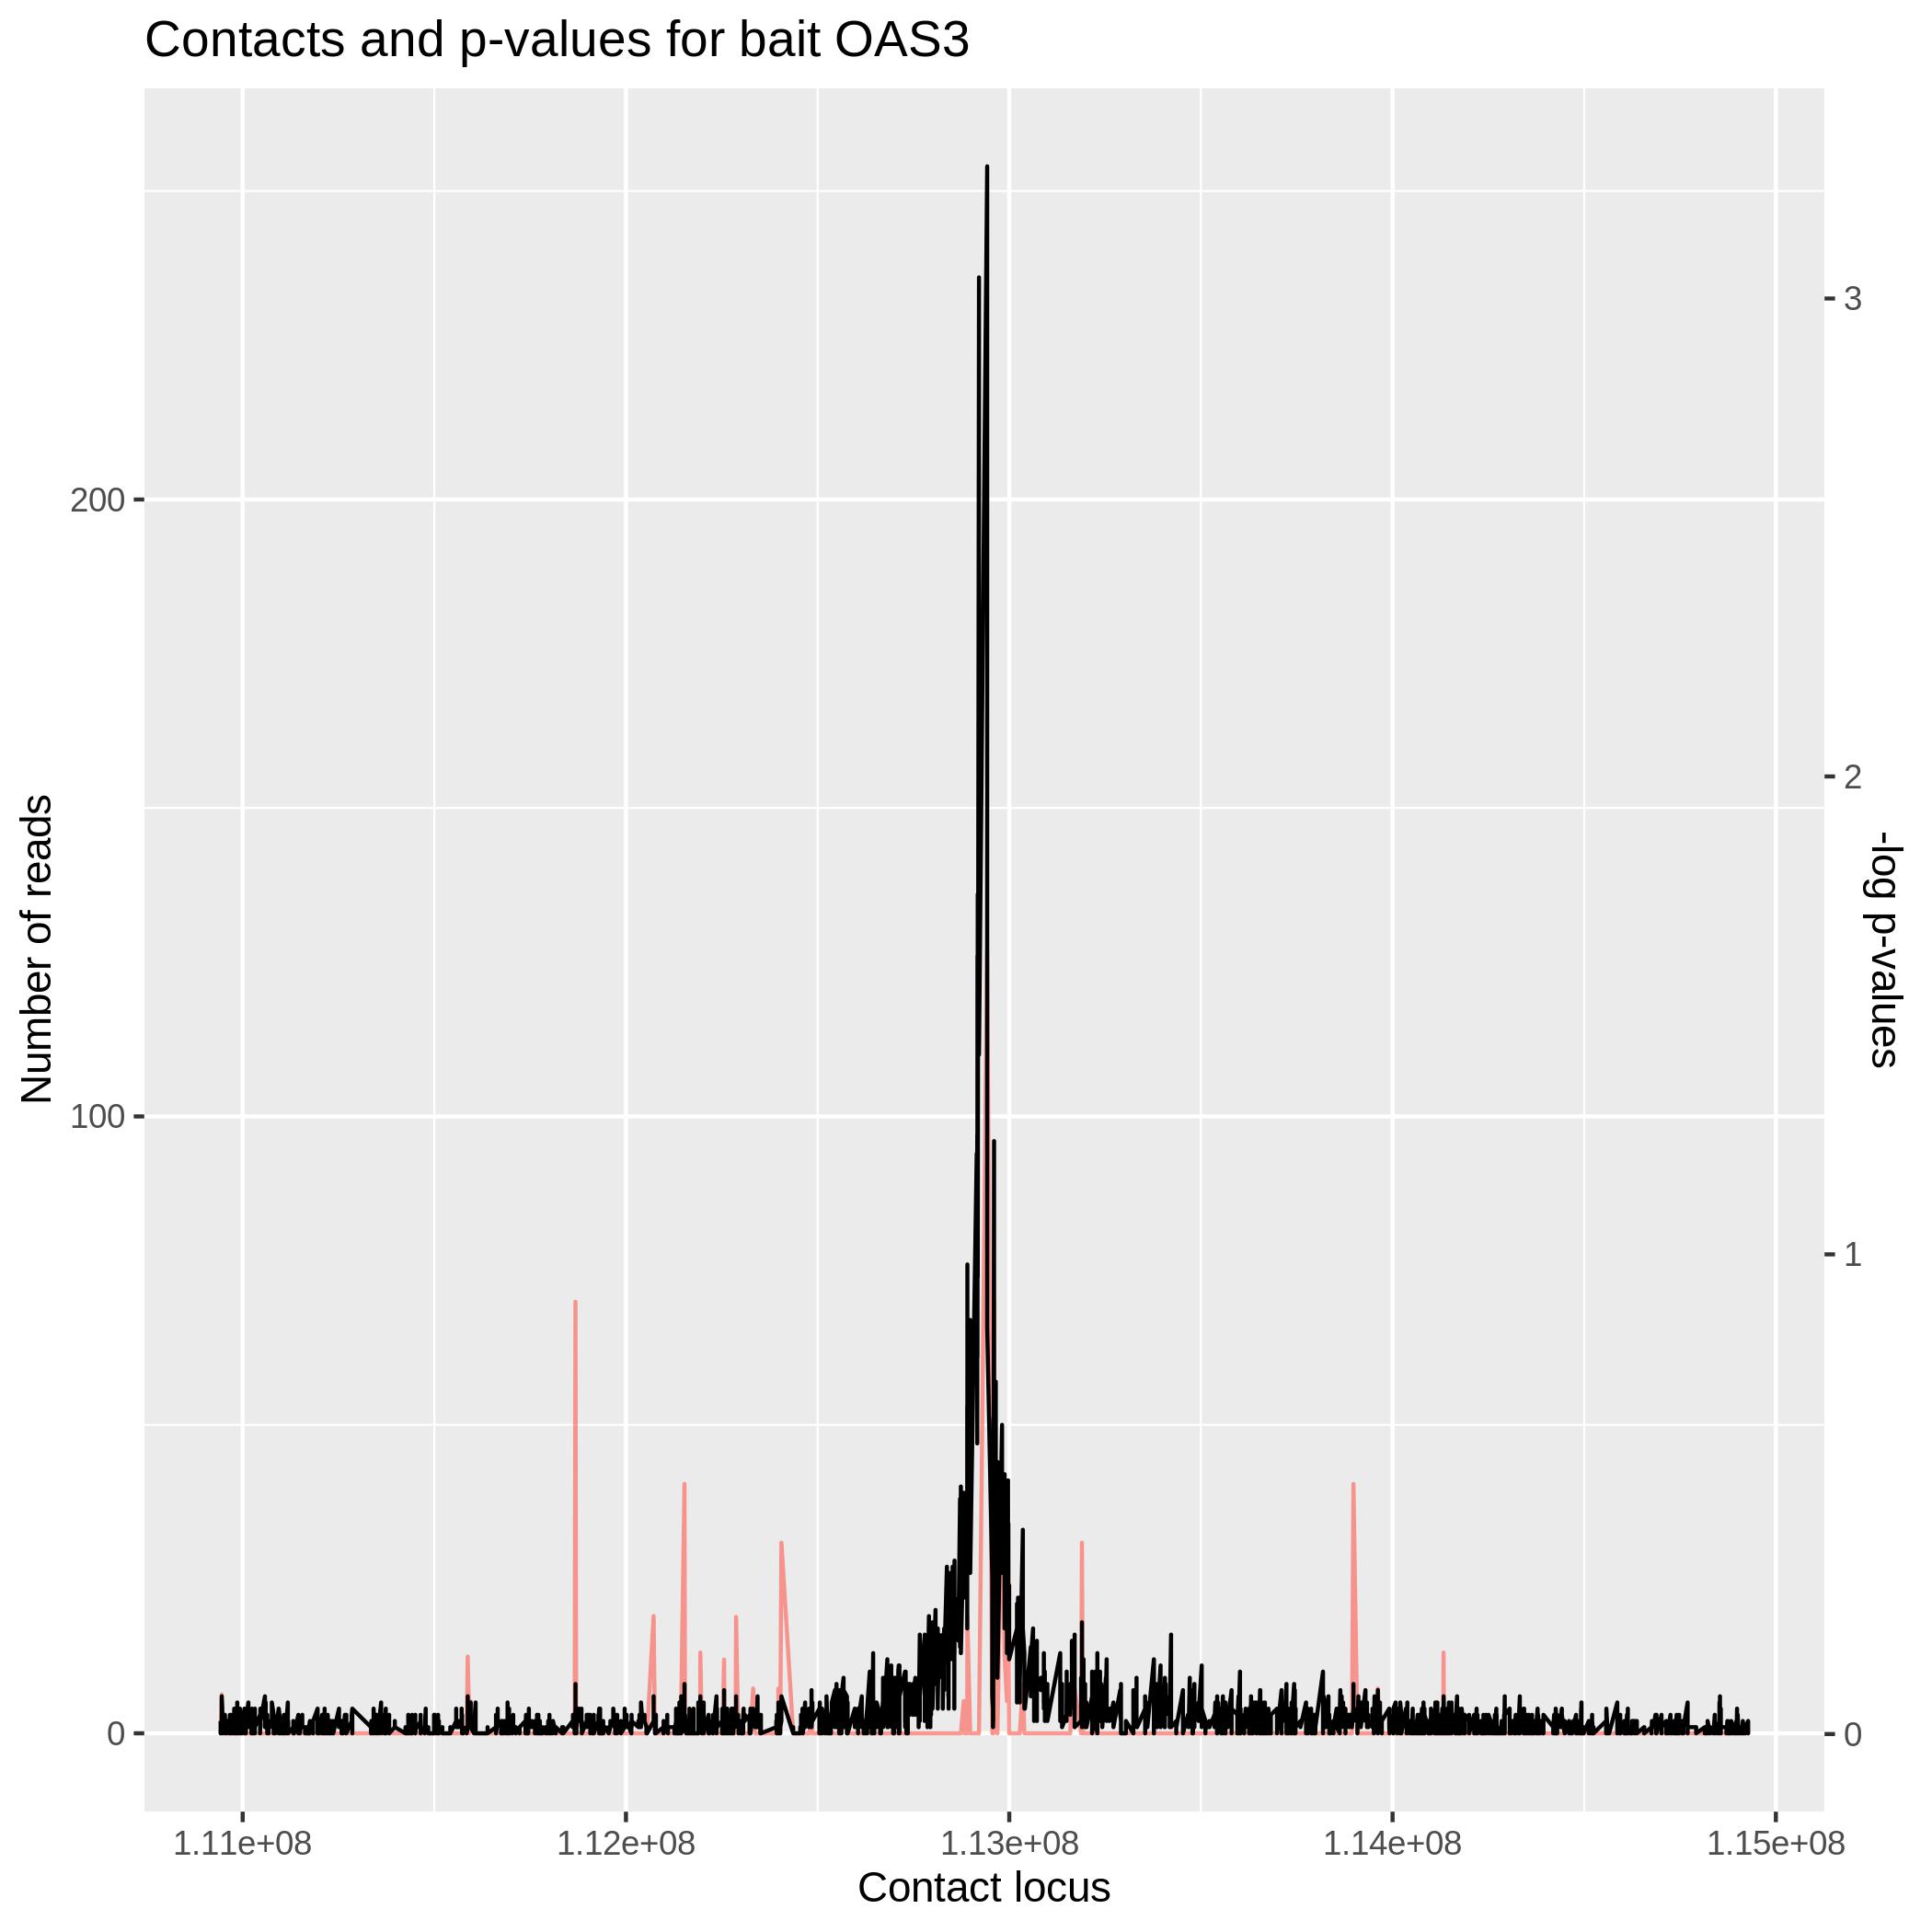 Contacts and p-values for bait OAS3
Number of reads
200
100
0
3
2
1
0
-log p-values
1.11e+08 1.12e+08 1.13e+08 1.14e+08 1.15e+08
Contact locus